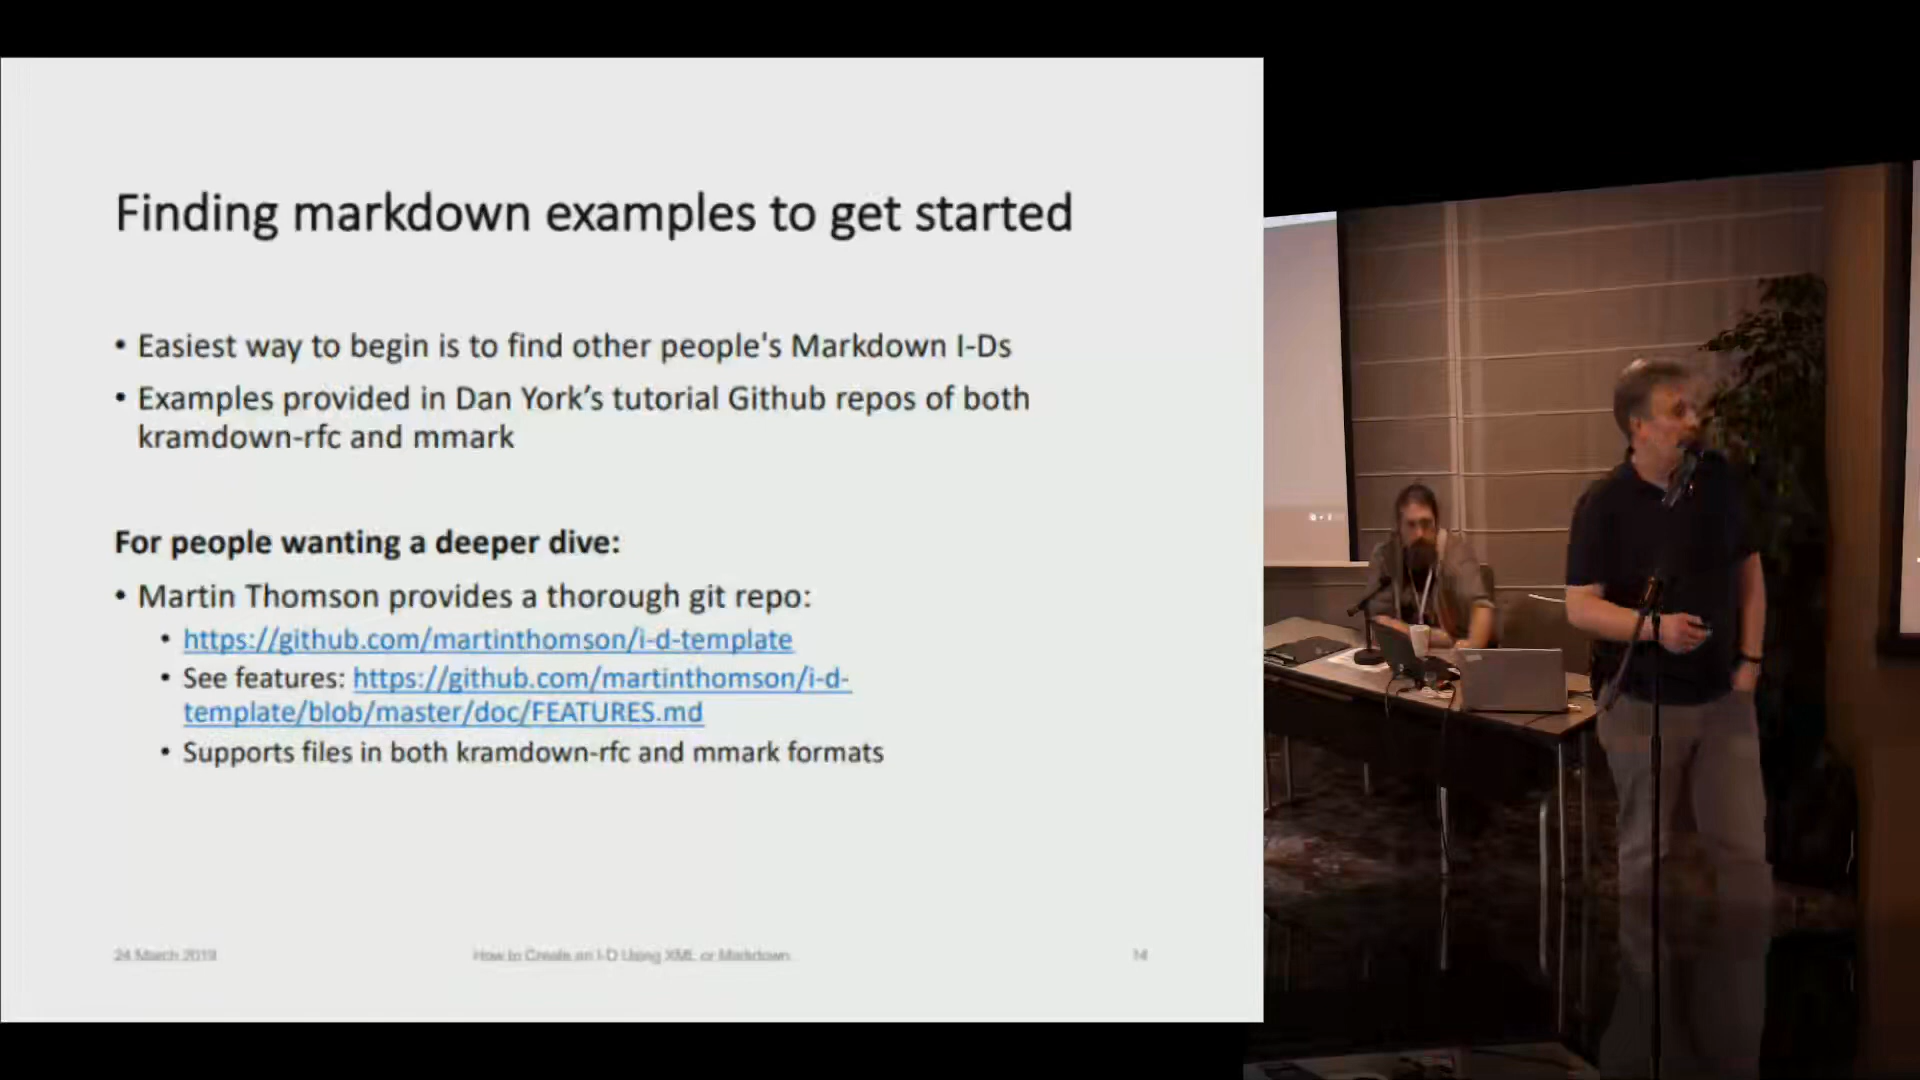 Finding markdown examples to get started
• Easiest way to begin is to find other people's Markdown I-Ds
• Examples provided in Dan York’s tutorial Github repos of both
kramdown-rfc and mmark
For people wanting a deeper dive:
• Martin Thomson provides a thorough git repo:
• https://github.com/martinthomson/i-d-template
• See features: https://github.com/martinthomson/i-d-
template/blob/master/doc/FEATURES.md
• Supports files in both kramdown-rfc and mmark formats
24 March 2019
How to Create an I-D Using XML or Markdown
14